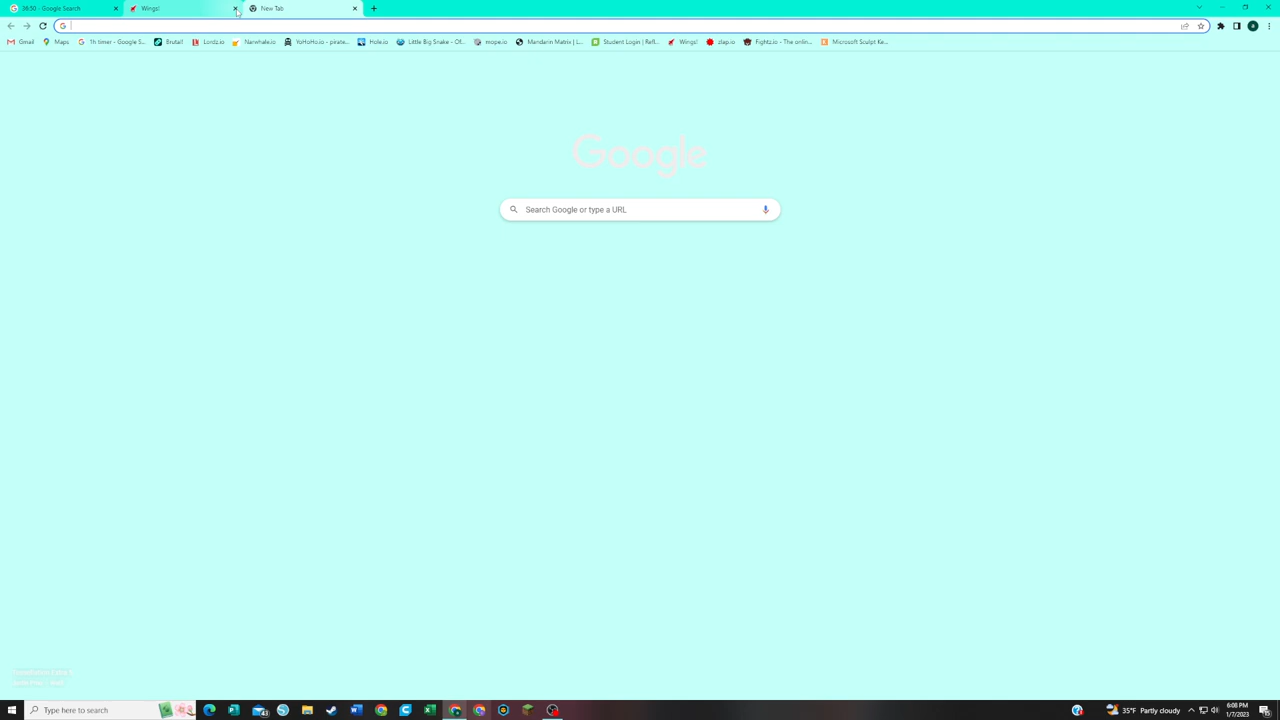 36:50 - Google Search
Wings!
New Tab
Gmail
Maps
1h timer - Google S...
Brutal!
Lordz.io
Narwhale.io
YoHoHo.io - pirate...
Hole.io
Little Big Snake - Of...
mope.io
Mandarin Matrix | L...
Student Login | Refl...
Wings!
slap.io
Fightz.io - The onlin...
Microsoft Sculpt Ke...
Google
Search Google or type a URL
Type here to search
43
35°F Partly cloudy
6:08 PM
1/7/2023